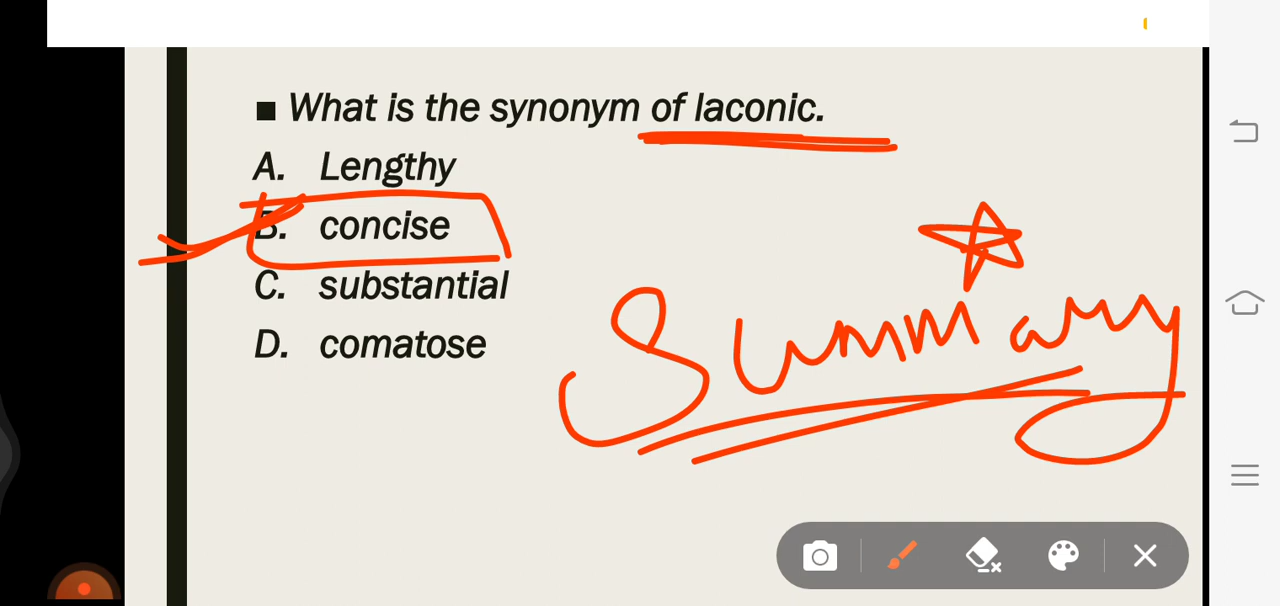 ■ What is the synonym of laconic.
A. Lengthy
B. concise
C. substantial
D. comatose
Summary